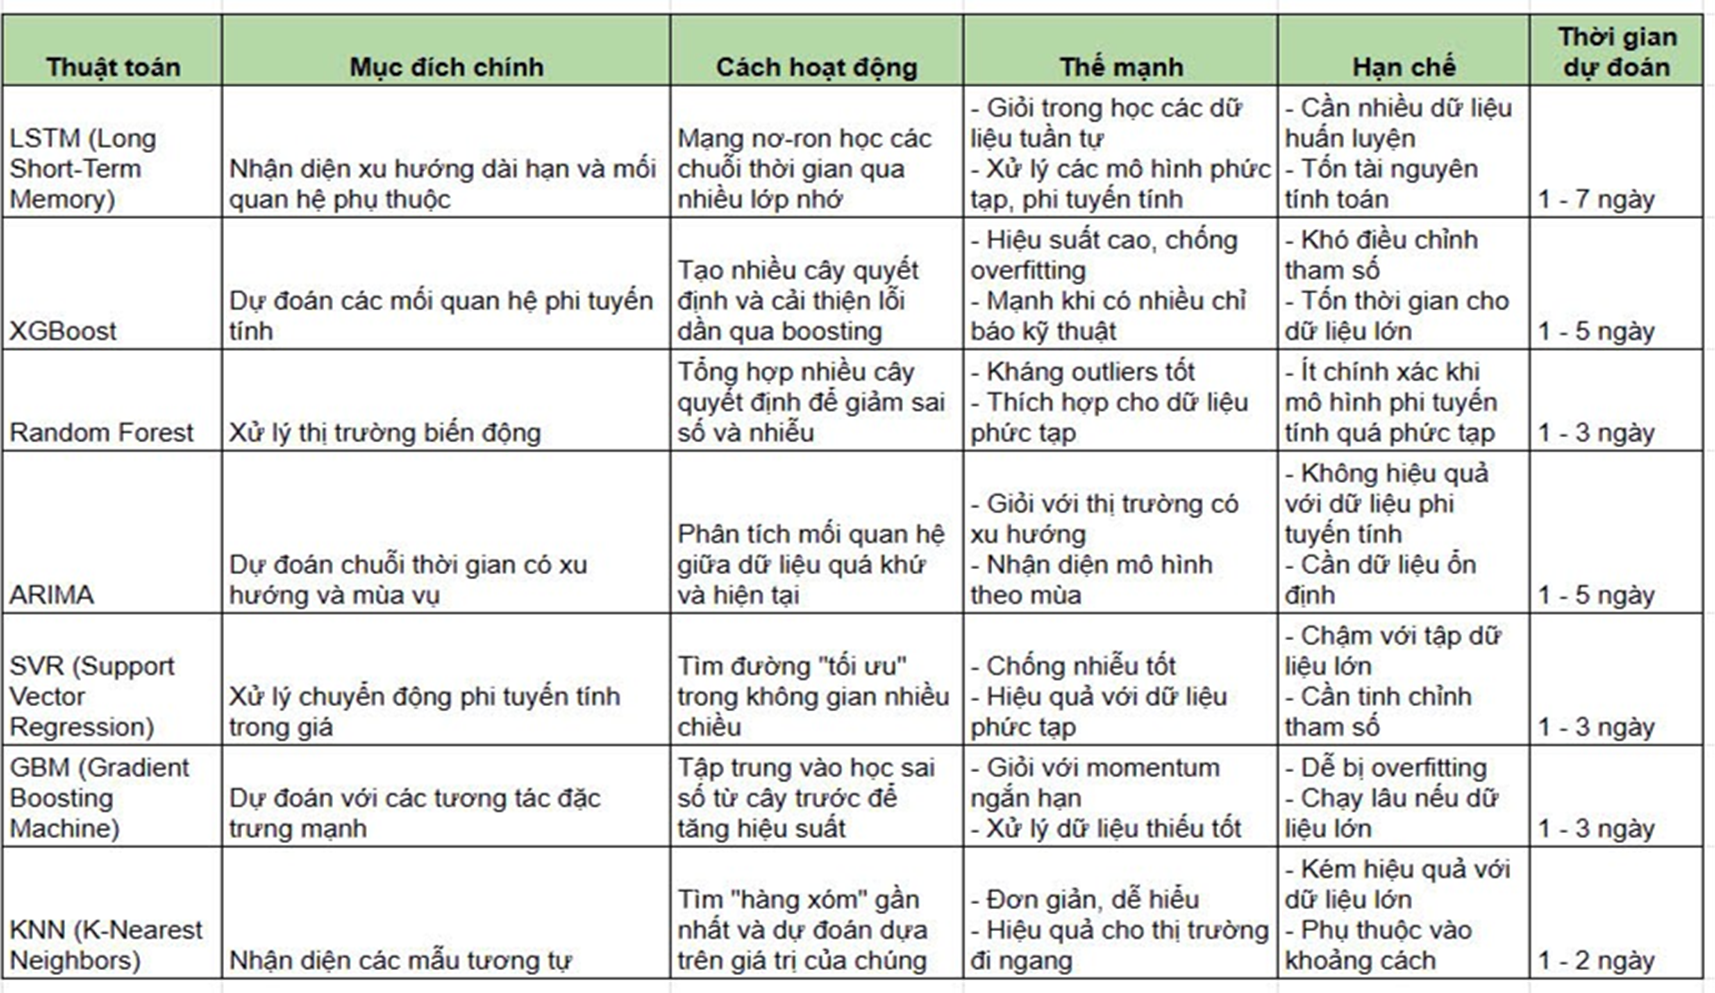 Thuật toán
Mục đích chính
Cách hoạt động
Thế mạnh
Hạn chế
Thời gian
dự đoán
LSTM (Long
Short-Term
Memory)
Nhận diện xu hướng dài hạn và mối
quan hệ phụ thuộc
Mạng nơ-ron học các
chuỗi thời gian qua
nhiều lớp nhớ
- Giỏi trong học các dữ
liệu tuần tự
- Xử lý các mô hình phức
tạp, phi tuyến tính
- Cần nhiều dữ liệu
huấn luyện
- Tốn tài nguyên
tính toán
1 - 7 ngày
XGBoost
Dự đoán các mối quan hệ phi tuyến
tính
Tạo nhiều cây quyết
định và cải thiện lỗi
dần qua boosting
- Hiệu suất cao, chống
overfitting
- Mạnh khi có nhiều chỉ
báo kỹ thuật
- Khó điều chỉnh
tham số
- Tốn thời gian cho
dữ liệu lớn
1 - 5 ngày
Random Forest
Xử lý thị trường biến động
Tổng hợp nhiều cây
quyết định để giảm sai
số và nhiễu
- Kháng outliers tốt
- Thích hợp cho dữ liệu
phức tạp
- Ít chính xác khi
mô hình phi tuyến
tính quá phức tạp
1 - 3 ngày
ARIMA
Dự đoán chuỗi thời gian có xu
hướng và mùa vụ
Phân tích mối quan hệ
giữa dữ liệu quá khứ
và hiện tại
- Giỏi với thị trường có
xu hướng
- Nhận diện mô hình
theo mùa
- Không hiệu quả
với dữ liệu phi
tuyến tính
- Cần dữ liệu ổn
định
1 - 5 ngày
SVR (Support
Vector
Regression)
Xử lý chuyển động phi tuyến tính
trong giá
Tìm đường "tối ưu"
trong không gian nhiều
chiều
- Chống nhiễu tốt
- Hiệu quả với dữ liệu
phức tạp
- Chậm với tập dữ
liệu lớn
- Cần tinh chỉnh
tham số
1 - 3 ngày
GBM (Gradient
Boosting
Machine)
Dự đoán với các tương tác đặc
trưng mạnh
Tập trung vào học sai
số từ cây trước để
tăng hiệu suất
- Giỏi với momentum
ngắn hạn
- Xử lý dữ liệu thiếu tốt
- Dễ bị overfitting
- Chạy lâu nếu dữ
liệu lớn
1 - 3 ngày
KNN (K-Nearest
Neighbors)
Nhận diện các mẫu tương tự
Tìm "hàng xóm" gần
nhất và dự đoán dựa
trên giá trị của chúng
- Đơn giản, dễ hiểu
- Hiệu quả cho thị trường
đi ngang
- Kém hiệu quả với
dữ liệu lớn
- Phụ thuộc vào
khoảng cách
1 - 2 ngày